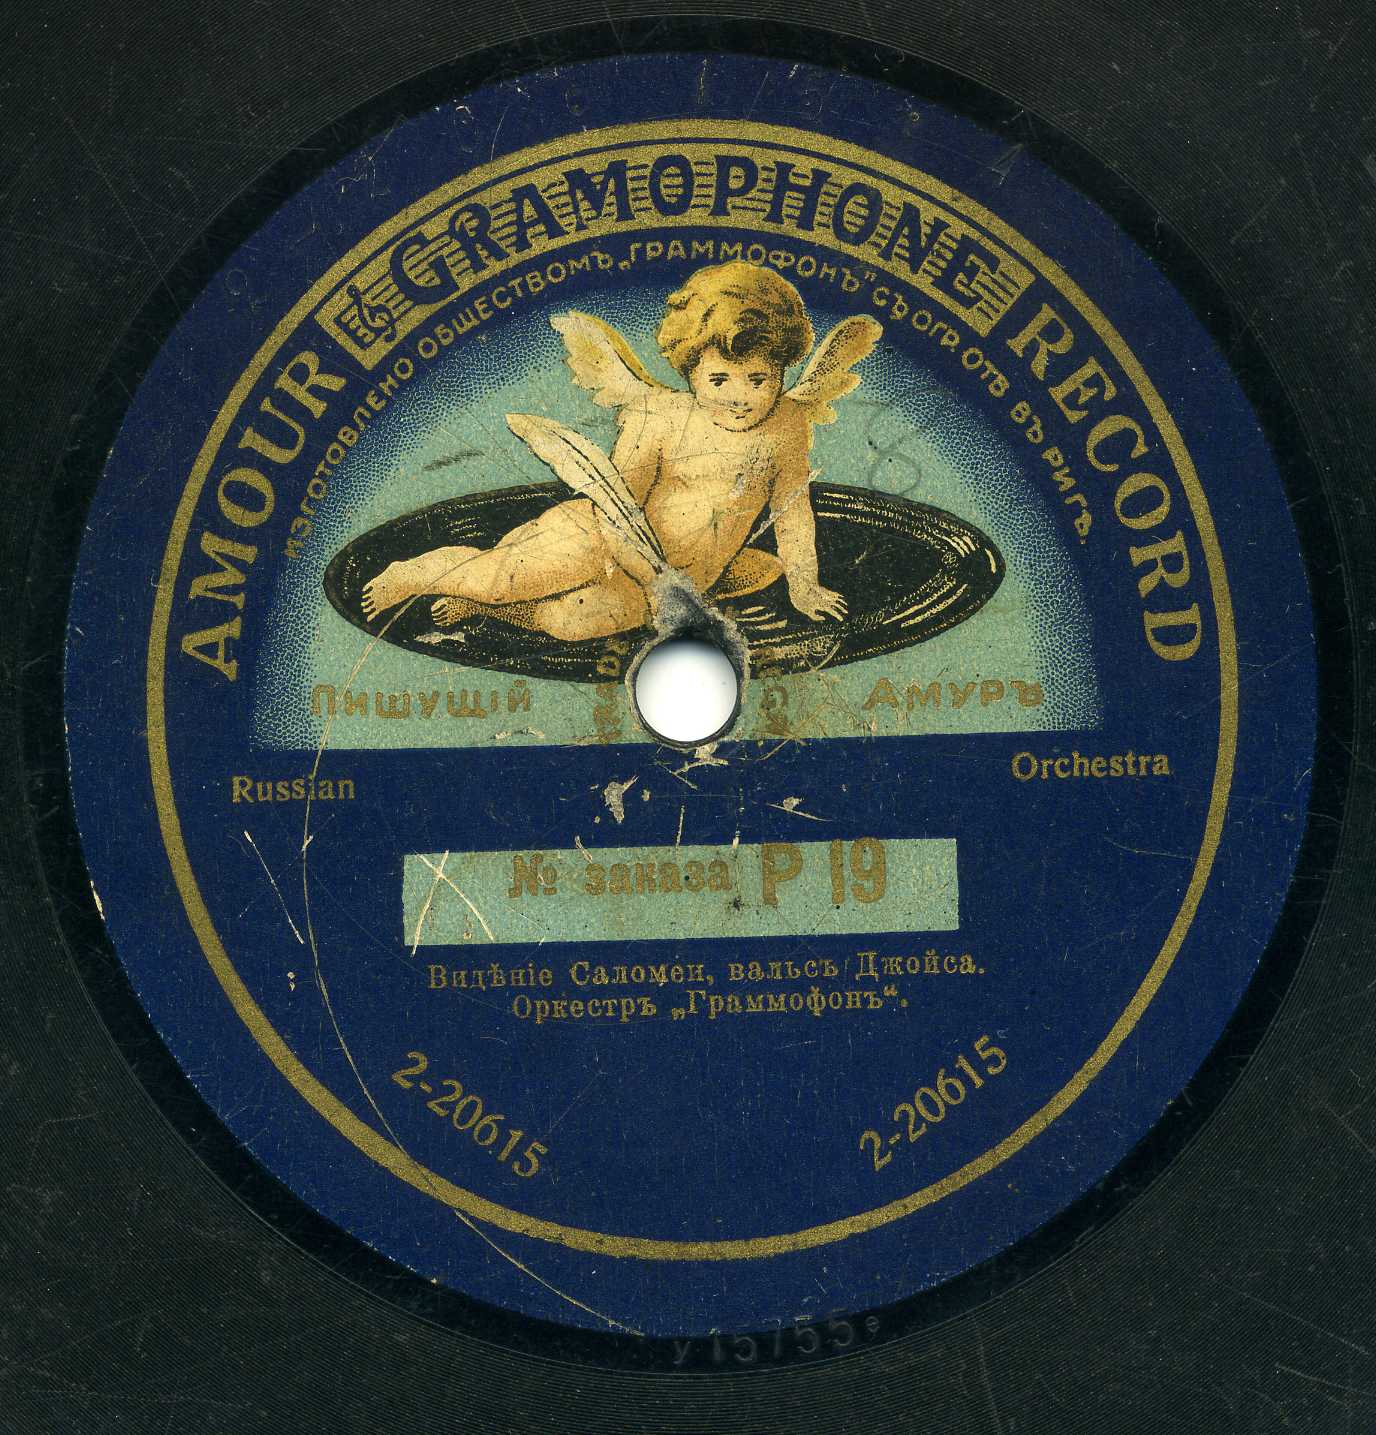 AMOUR GRAMOPHONE RECORD
ИЗГОТОВЛЕНО ОБЩЕСТВОМЪ „ГРАММОФОНЪ“ СЪ ОГР. ОТВ. ВЪ РИГѢ.
ПИШУЩІЙ АМУРЪ
Russian Orchestra
№ заказа Р 19
Видѣніе Саломеи, вальсъ Джойса.
Оркестръ „Граммофонъ“.
2-20615 2-20615
15755 e